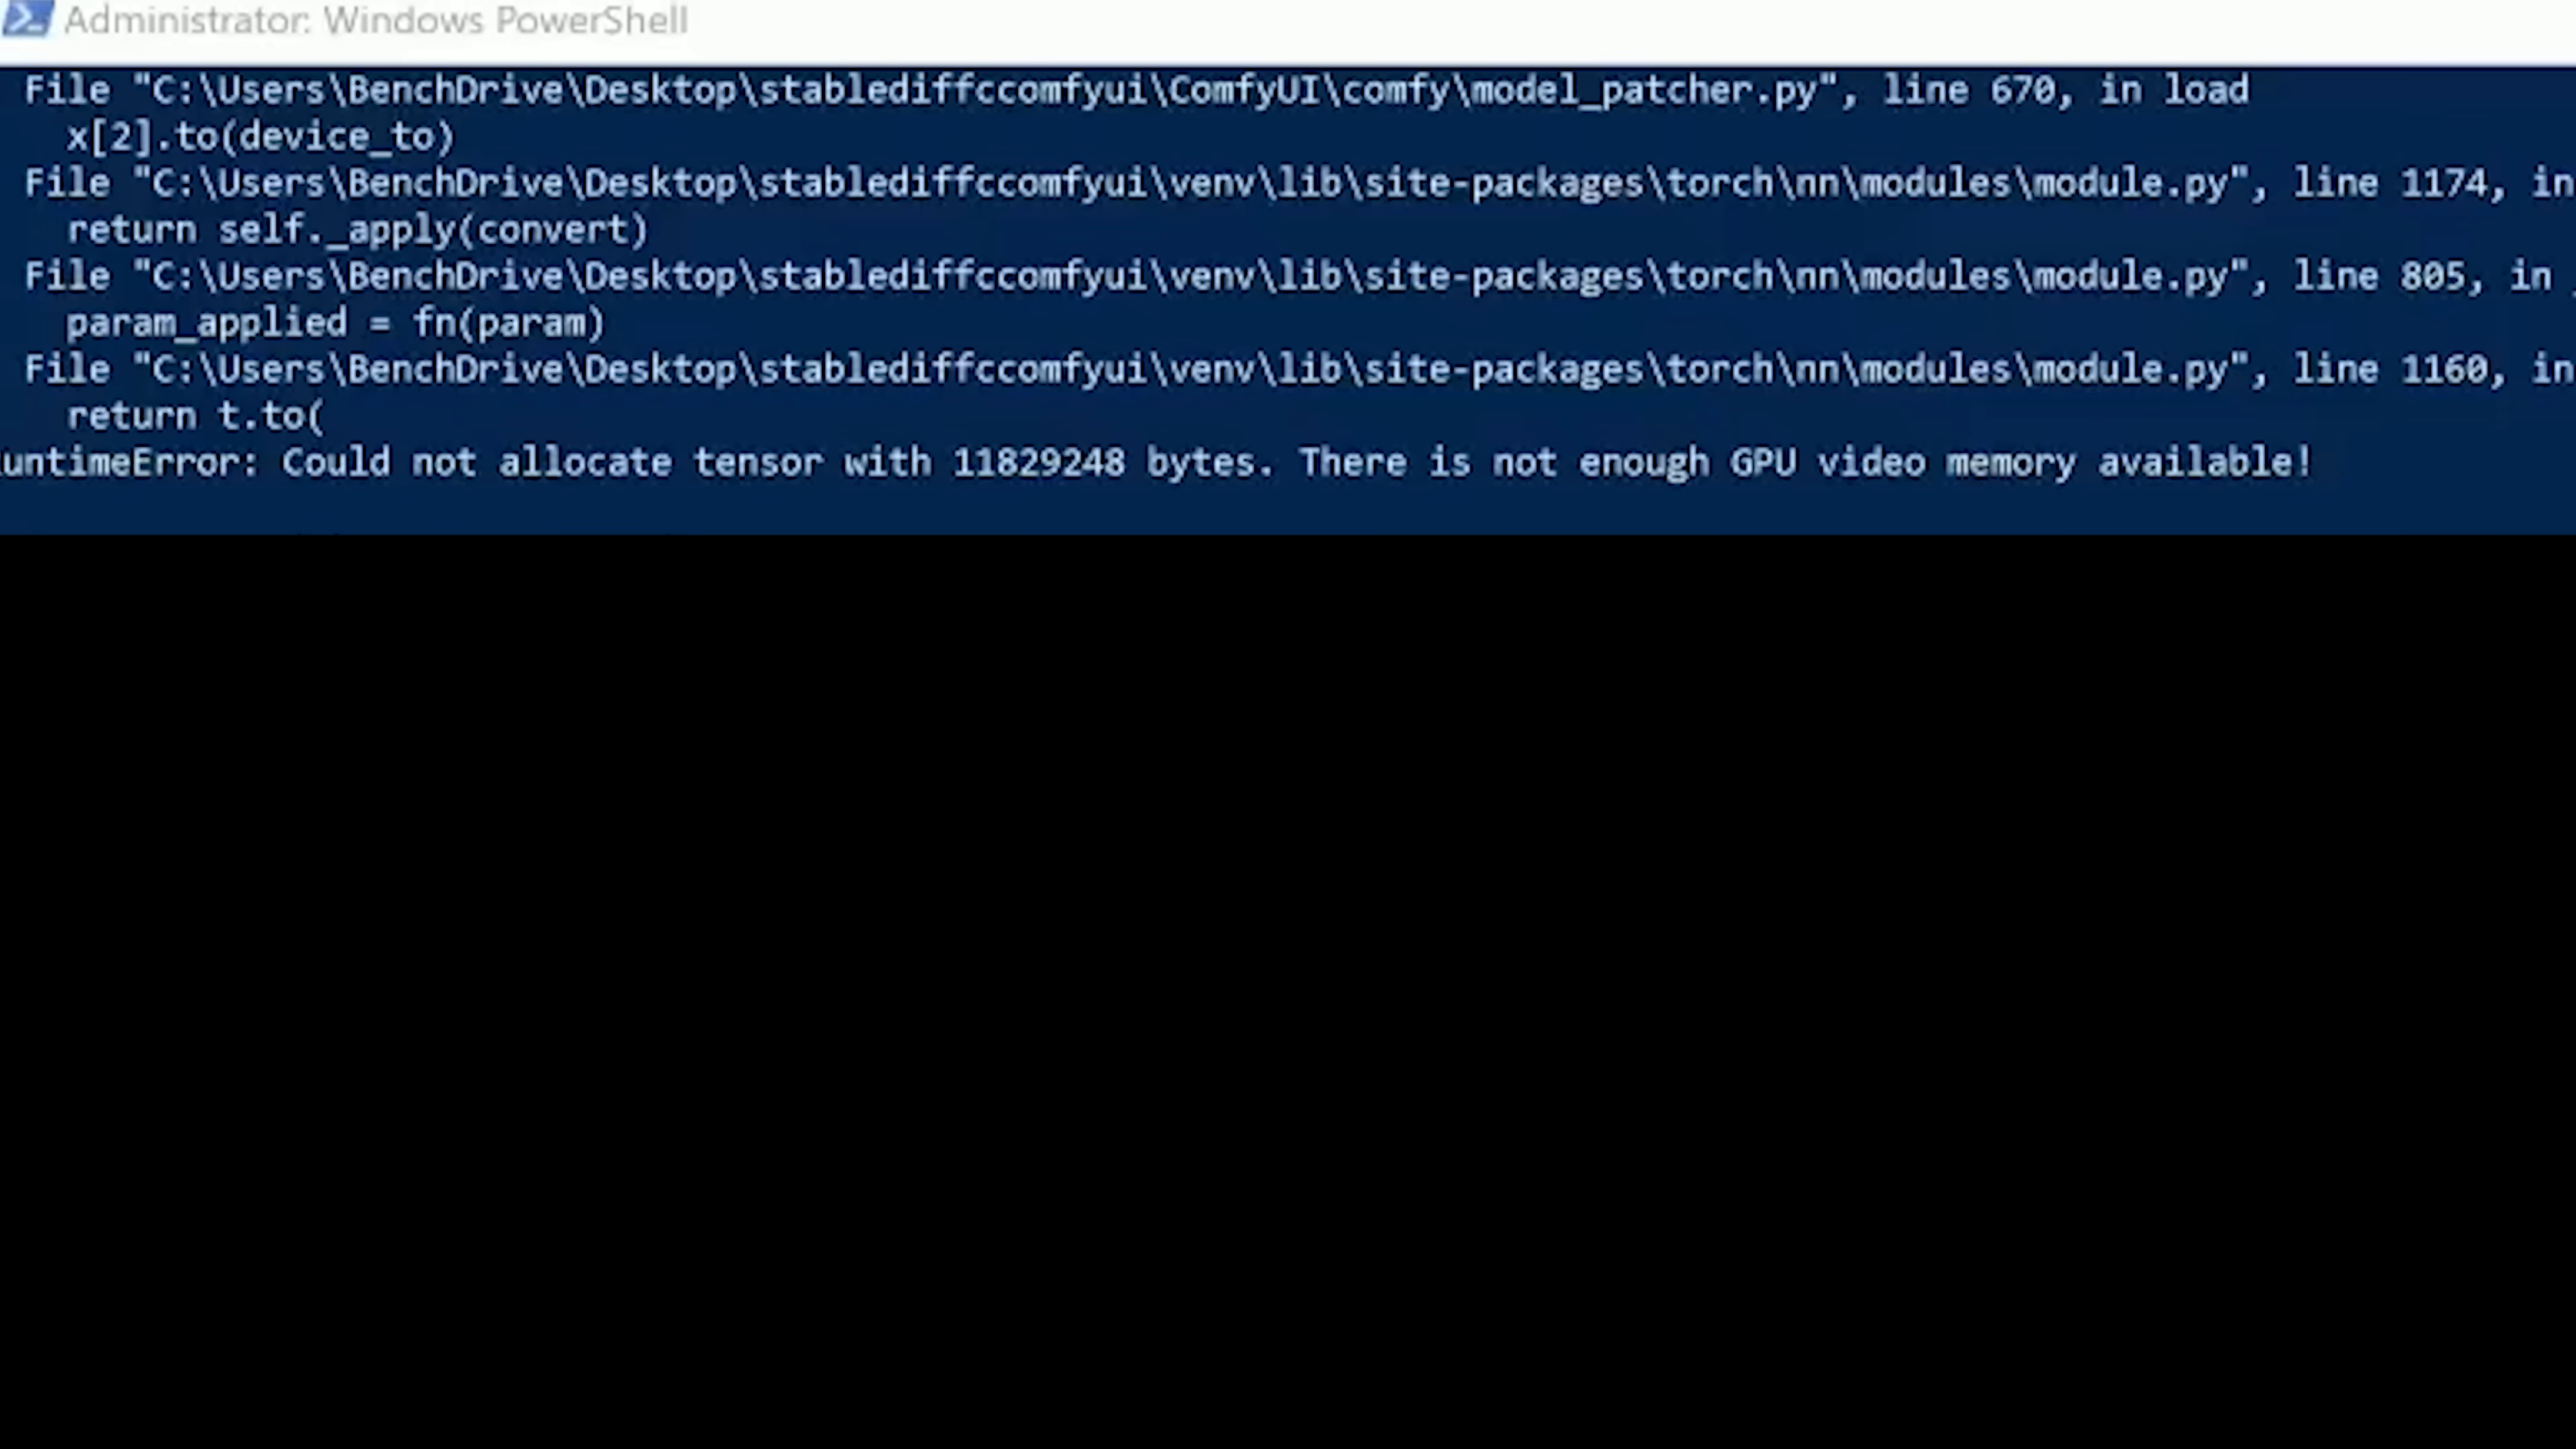 Administrator: Windows PowerShell
File "C:\Users\BenchDrive\Desktop\stablediffccomfyui\ComfyUI\comfy\model_patcher.py", line 670, in load
x[2].to(device_to)
File "C:\Users\BenchDrive\Desktop\stablediffccomfyui\venv\lib\site-packages\torch\nn\modules\module.py", line 1174, in
return self._apply(convert)
File "C:\Users\BenchDrive\Desktop\stablediffccomfyui\venv\lib\site-packages\torch\nn\modules\module.py", line 805, in
param_applied = fn(param)
File "C:\Users\BenchDrive\Desktop\stablediffccomfyui\venv\lib\site-packages\torch\nn\modules\module.py", line 1160, in
return t.to(
untimeError: Could not allocate tensor with 11829248 bytes. There is not enough GPU video memory available!